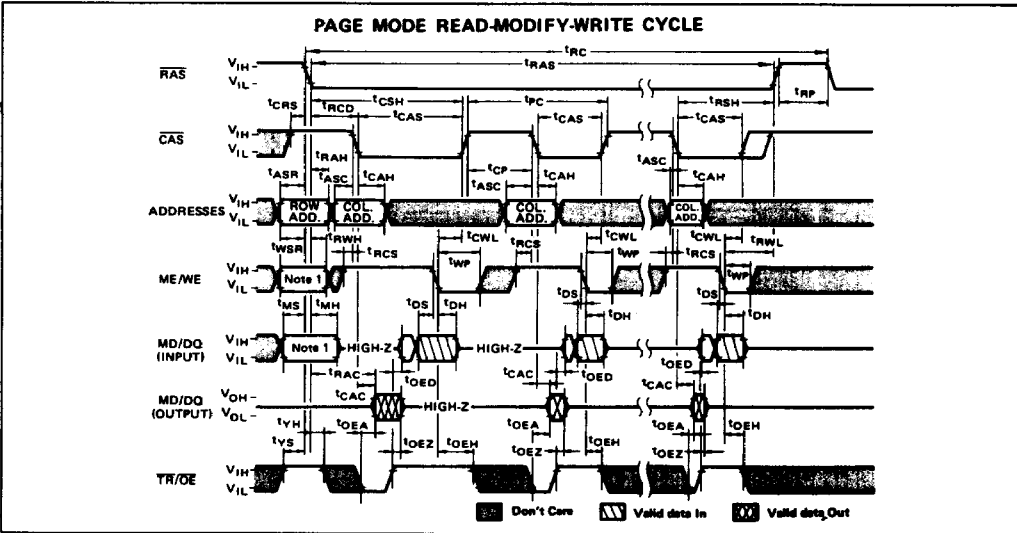 PAGE MODE READ-MODIFY-WRITE CYCLE
tRC
tRAS
RAS VIH
VIL
tRP
tCRS tRCD tCSH tPC tRSH
tCAS tCAS tCAS
CAS VIH
VIL
tRAH tCP tASC
tASR tASC tCAH tASC tCAH tCAH
ADDRESSES VIH
VIL
ROW ADD. COL. ADD. COL. ADD. COL. ADD.
tWSR tRWH tCWL tCWL tCWL tRWL
tRCS tWP tRCS tWP tRCS tWP
ME/WE VIH
VIL
Note 1
tMS tMH tDS tDH tDS tDH tDS tDH
MD/DQ (INPUT) VIH
VIL
Note 1 HIGH-Z HIGH-Z
tRAC tOED tCAC tOED tCAC tOED
tCAC
MD/DQ (OUTPUT) VOH
VOL
HIGH-Z
tYH tOEA tOEA tOEA tOEH
tYS tOEZ tOEH tOEZ tOEH tOEZ
TR/OE VIH
VIL
Don't Care Valid data In Valid data Out